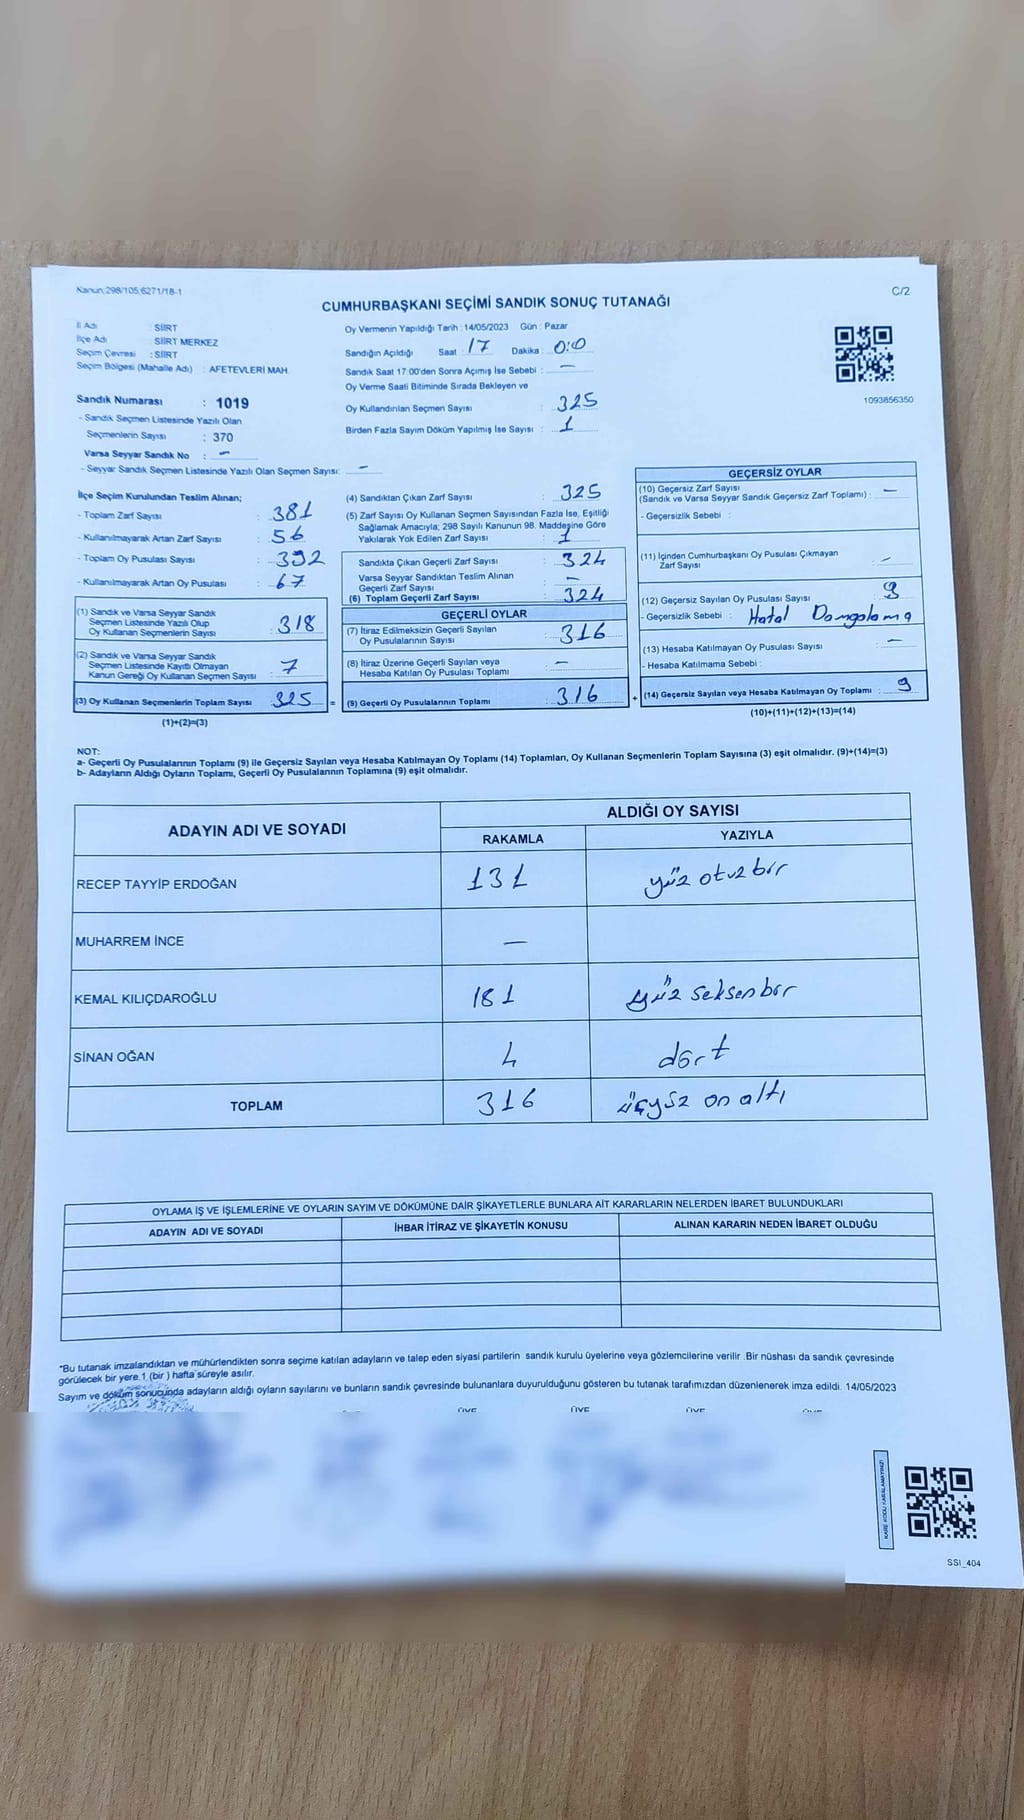 Kanun;298/105,6271/18-1
C/2
CUMHURBAŞKANI SEÇİMİ SANDIK SONUÇ TUTANAĞI
İl Adı : SİİRT
İlçe Adı : SİİRT MERKEZ
Seçim Çevresi : SİİRT
Seçim Bölgesi (Mahalle Adı) : AFETEVLERİ MAH.
Sandık Numarası : 1019
- Sandık Seçmen Listesinde Yazılı Olan
Seçmenlerin Sayısı : 370
Varsa Seyyar Sandık No : –
- Seyyar Sandık Seçmen Listesinde Yazılı Olan Seçmen Sayısı: –
Oy Vermenin Yapıldığı Tarih : 14/05/2023 Gün : Pazar
Sandığın Açıldığı Saat : 17 Dakika : 0:0
Sandık Saat 17:00'den Sonra Açımış İse Sebebi : –
Oy Verme Saati Bitiminde Sırada Bekleyen ve
Oy Kullandırılan Seçmen Sayısı : 325
Birden Fazla Sayım Döküm Yapılmış İse Sayısı : 1
1093856350
İlçe Seçim Kurulundan Teslim Alınan;
- Toplam Zarf Sayısı : 381
- Kullanılmayarak Artan Zarf Sayısı : 56
- Toplam Oy Pusulası Sayısı : 392
- Kullanılmayarak Artan Oy Pusulası : 67
(1) Sandık ve Varsa Seyyar Sandık
Seçmen Listesinde Yazılı Olup
Oy Kullanan Seçmenlerin Sayısı : 318
(2) Sandık ve Varsa Seyyar Sandık
Seçmen Listesinde Kayıtlı Olmayan
Kanun Gereği Oy Kullanan Seçmen Sayısı : 7
(3) Oy Kullanan Seçmenlerin Toplam Sayısı : 325 =
(1)+(2)=(3)
(4) Sandıktan Çıkan Zarf Sayısı : 325
(5) Zarf Sayısı Oy Kullanan Seçmen Sayısından Fazla İse, Eşitliği
Sağlamak Amacıyla; 298 Sayılı Kanunun 98. Maddesine Göre
Yakılarak Yok Edilen Zarf Sayısı : 1
Sandıkta Çıkan Geçerli Zarf Sayısı : 324
Varsa Seyyar Sandıktan Teslim Alınan
Geçerli Zarf Sayısı : –
(6) Toplam Geçerli Zarf Sayısı : 324
GEÇERLİ OYLAR
(7) İtiraz Edilmeksizin Geçerli Sayılan
Oy Pusulalarının Sayısı : 316
(8) İtiraz Üzerine Geçerli Sayılan veya
Hesaba Katılan Oy Pusulası Toplamı : –
(9) Geçerli Oy Pusulalarının Toplamı : 316 +
GEÇERSİZ OYLAR
(10) Geçersiz Zarf Sayısı
(Sandık ve Varsa Seyyar Sandık Geçersiz Zarf Toplamı) : –
- Geçersizlik Sebebi :
(11) İçinden Cumhurbaşkanı Oy Pusulası Çıkmayan
Zarf Sayısı : –
(12) Geçersiz Sayılan Oy Pusulası Sayısı : 9
- Geçersizlik Sebebi : Hatalı Damgalama
(13) Hesaba Katılmayan Oy Pusulası Sayısı : –
- Hesaba Katılmama Sebebi :
(14) Geçersiz Sayılan veya Hesaba Katılmayan Oy Toplamı : 9
(10)+(11)+(12)+(13)=(14)
NOT:
a- Geçerli Oy Pusulalarının Toplamı (9) ile Geçersiz Sayılan veya Hesaba Katılmayan Oy Toplamı (14) Toplamları, Oy Kullanan Seçmenlerin Toplam Sayısına (3) eşit olmalıdır. (9)+(14)=(3)
b- Adayların Aldığı Oyların Toplamı, Geçerli Oy Pusulalarının Toplamına (9) eşit olmalıdır.
ADAYIN ADI VE SOYADI
ALDIĞI OY SAYISI
RAKAMLA YAZIYLA
RECEP TAYYİP ERDOĞAN 131 yüz otuz bir
MUHARREM İNCE –
KEMAL KILIÇDAROĞLU 181 yüz seksen bir
SİNAN OĞAN 4 dört
TOPLAM 316 üçyüz on altı
OYLAMA İŞ VE İŞLEMLERİNE VE OYLARIN SAYIM VE DÖKÜMÜNE DAİR ŞİKAYETLERLE BUNLARA AİT KARARLARIN NELERDEN İBARET BULUNDUKLARI
ADAYIN ADI VE SOYADI İHBAR İTİRAZ VE ŞİKAYETİN KONUSU ALINAN KARARIN NEDEN İBARET OLDUĞU
"Bu tutanak imzalandıktan ve mühürlendikten sonra seçime katılan adayların ve talep eden siyasi partilerin sandık kurulu üyelerine veya gözlemcilerine verilir .Bir nüshası da sandık çevresinde
görülecek bir yere 1 (bir ) hafta süreyle asılır.
Sayım ve döküm sonucunda adayların aldığı oyların sayılarını ve bunların sandık çevresinde bulunanlara duyurulduğunu gösteren bu tutanak tarafımızdan düzenlenerek imza edildi. 14/05/2023
ÜYE ÜYE ÜYE ÜYE
KARE KODU KARALAMAYINIZ!
SSI_404